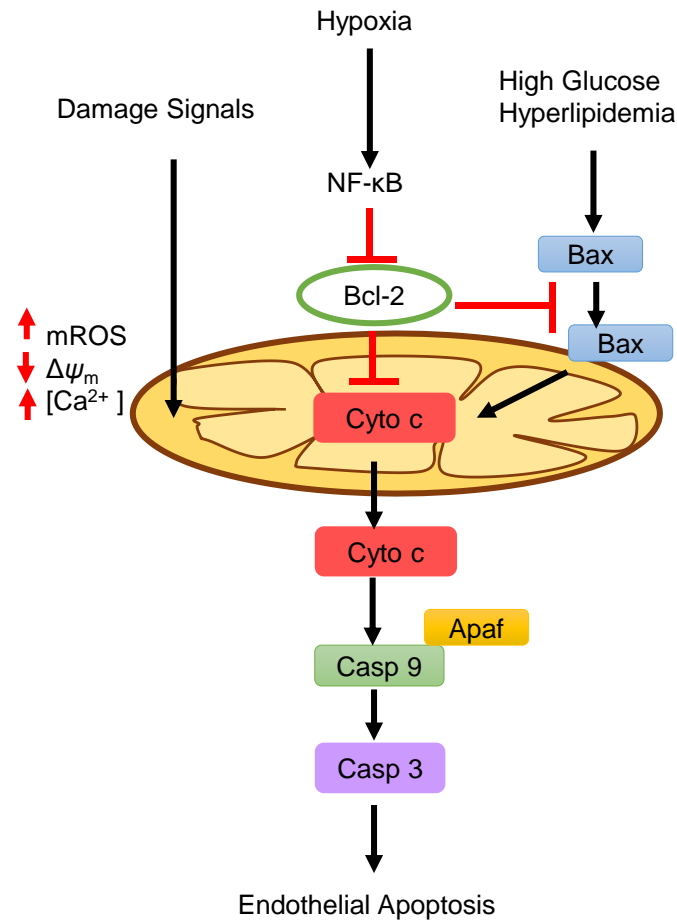 Hypoxia
High Glucose
Hyperlipidemia
Damage Signals
NF-κB
Bax
Bcl-2
Bax
mROS
Δψm
[Ca²⁺ ]
Cyto c
Cyto c
Apaf
Casp 9
Casp 3
Endothelial Apoptosis